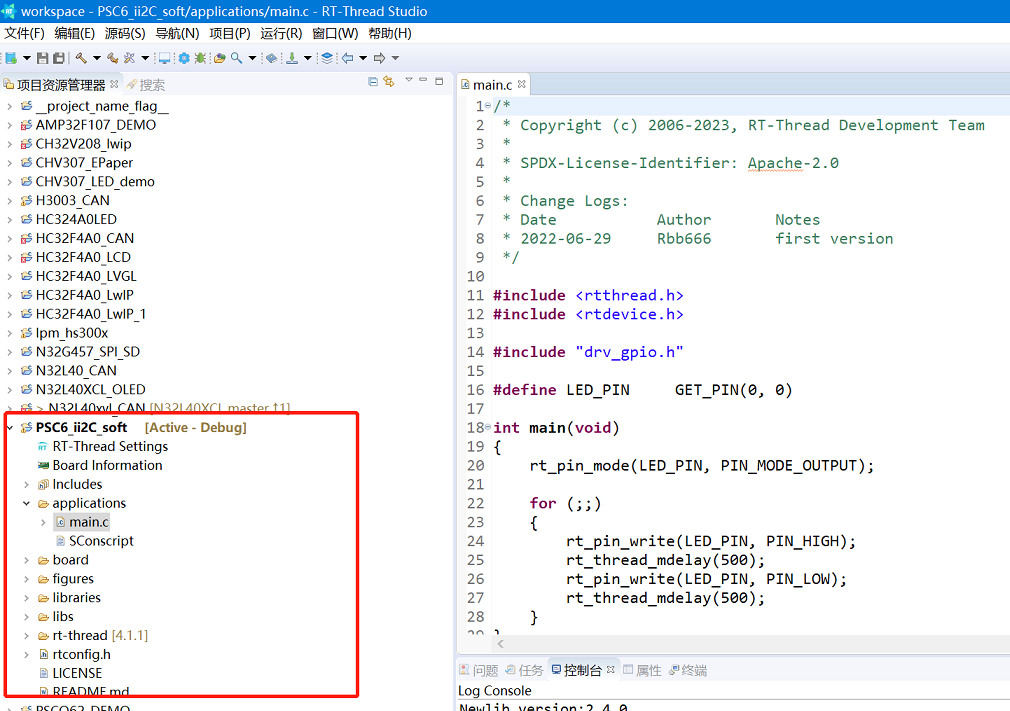 workspace - PSC6_ii2C_soft/applications/main.c - RT-Thread Studio
文件(F) 编辑(E) 源码(S) 导航(N) 项目(P) 运行(R) 窗口(W) 帮助(H)
项目资源管理器 搜索
__project_name_flag__
AMP32F107_DEMO
CH32V208_lwip
CHV307_EPaper
CHV307_LED_demo
H3003_CAN
HC324A0LED
HC32F4A0_CAN
HC32F4A0_LCD
HC32F4A0_LVGL
HC32F4A0_LwIP
HC32F4A0_LwIP_1
lpm_hs300x
N32G457_SPI_SD
N32L40_CAN
N32L40XCL_OLED
> N32L40xyl_CAN [N32L40XCL master ↑1]
PSC6_ii2C_soft [Active - Debug]
RT-Thread Settings
Board Information
Includes
applications
main.c
SConscript
board
figures
libraries
libs
rt-thread [4.1.1]
rtconfig.h
LICENSE
README.md
PSCO62_DEMO
main.c
1 /*
2 * Copyright (c) 2006-2023, RT-Thread Development Team
3 *
4 * SPDX-License-Identifier: Apache-2.0
5 *
6 * Change Logs:
7 * Date Author Notes
8 * 2022-06-29 Rbb666 first version
9 */
10
11 #include <rtthread.h>
12 #include <rtdevice.h>
13
14 #include "drv_gpio.h"
15
16 #define LED_PIN GET_PIN(0, 0)
17
18 int main(void)
19 {
20 rt_pin_mode(LED_PIN, PIN_MODE_OUTPUT);
21
22 for (;;)
23 {
24 rt_pin_write(LED_PIN, PIN_HIGH);
25 rt_thread_mdelay(500);
26 rt_pin_write(LED_PIN, PIN_LOW);
27 rt_thread_mdelay(500);
28 }
29 }
问题 任务 控制台 属性 终端
Log Console
Newlib version:2.4.0